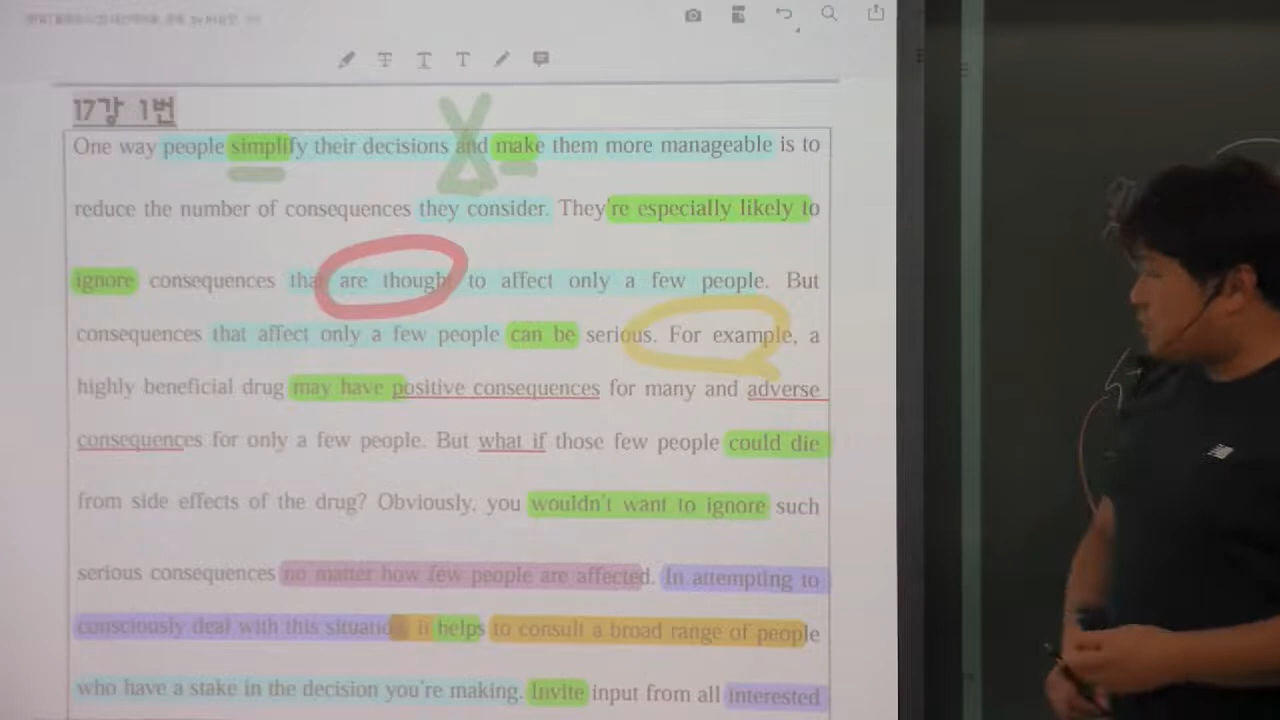 17강 1번
One way people simplify their decisions and make them more manageable is to
reduce the number of consequences they consider. They're especially likely to
ignore consequences that are thought to affect only a few people. But
consequences that affect only a few people can be serious. For example, a
highly beneficial drug may have positive consequences for many and adverse
consequences for only a few people. But what if those few people could die
from side effects of the drug? Obviously, you wouldn't want to ignore such
serious consequences no matter how few people are affected. In attempting to
consciously deal with this situation, it helps to consult a broad range of people
who have a stake in the decision you're making. Invite input from all interested